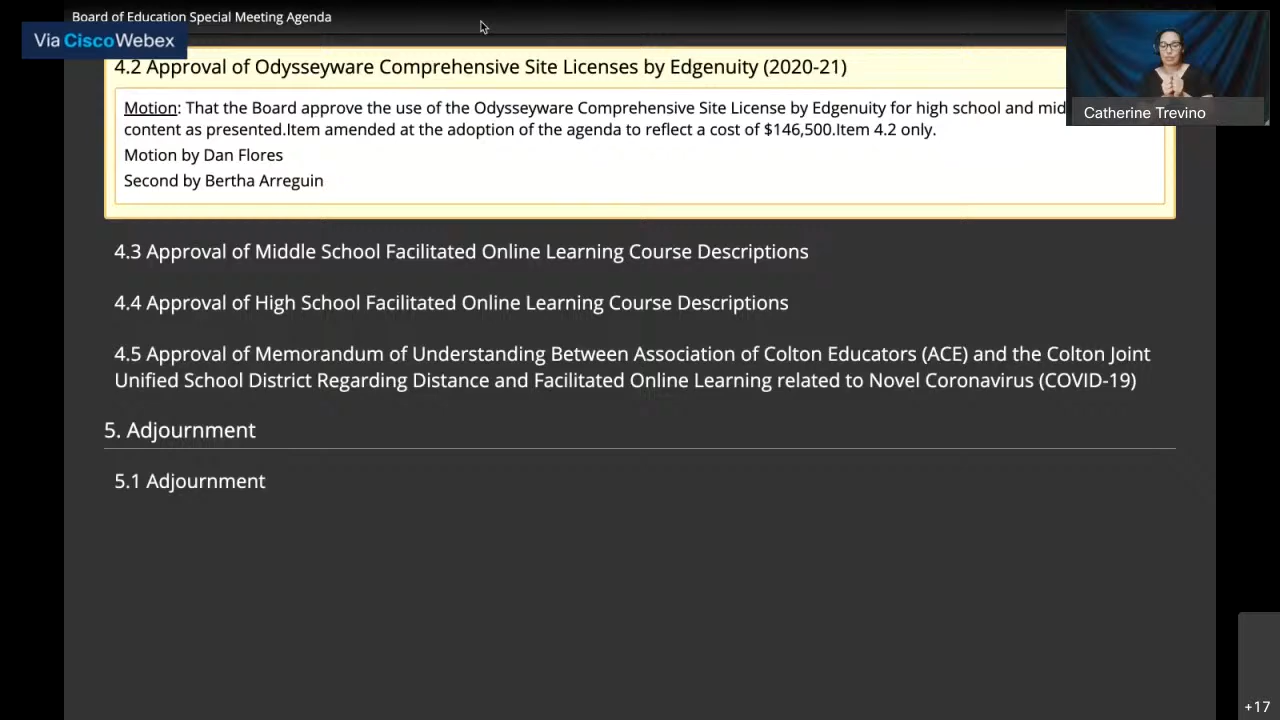 Board of Education Special Meeting Agenda
Via CiscoWebex
4.2 Approval of Odysseyware Comprehensive Site Licenses by Edgenuity (2020-21)
Motion: That the Board approve the use of the Odysseyware Comprehensive Site License by Edgenuity for high school and mid
content as presented.Item amended at the adoption of the agenda to reflect a cost of $146,500.Item 4.2 only.
Motion by Dan Flores
Second by Bertha Arreguin
Catherine Trevino
4.3 Approval of Middle School Facilitated Online Learning Course Descriptions
4.4 Approval of High School Facilitated Online Learning Course Descriptions
4.5 Approval of Memorandum of Understanding Between Association of Colton Educators (ACE) and the Colton Joint
Unified School District Regarding Distance and Facilitated Online Learning related to Novel Coronavirus (COVID-19)
5. Adjournment
5.1 Adjournment
+17